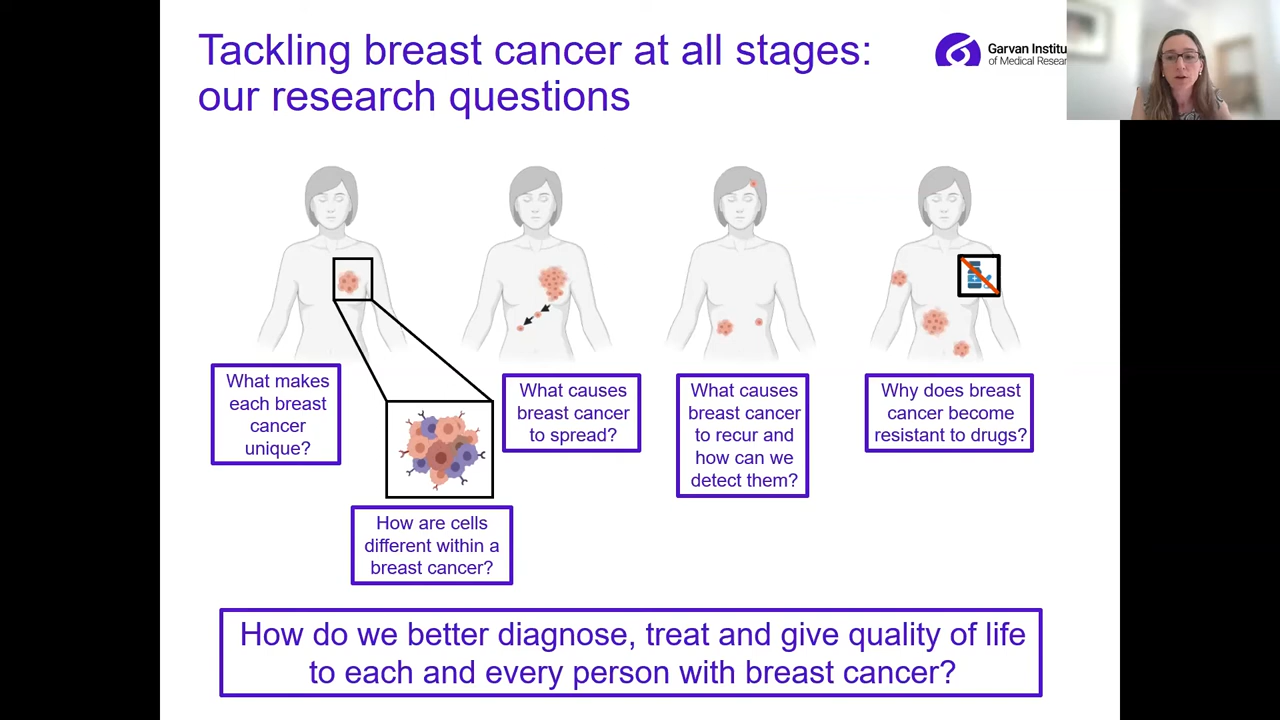 Tackling breast cancer at all stages:
our research questions
Garvan Institu
of Medical Resear
What makes
each breast
cancer
unique?
How are cells
different within a
breast cancer?
What causes
breast cancer
to spread?
What causes
breast cancer
to recur and
how can we
detect them?
Why does breast
cancer become
resistant to drugs?
How do we better diagnose, treat and give quality of life
to each and every person with breast cancer?